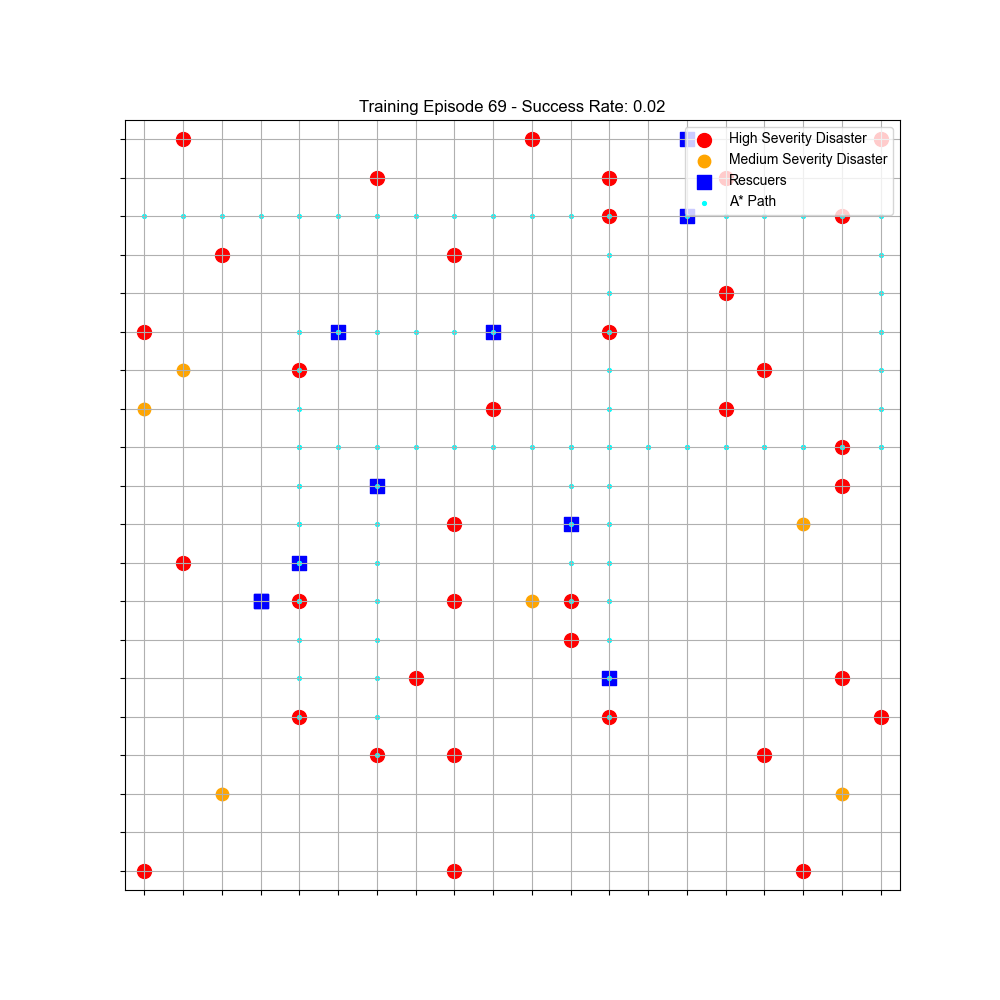 Training Episode 69 - Success Rate: 0.02
High Severity Disaster
Medium Severity Disaster
Rescuers
A* Path